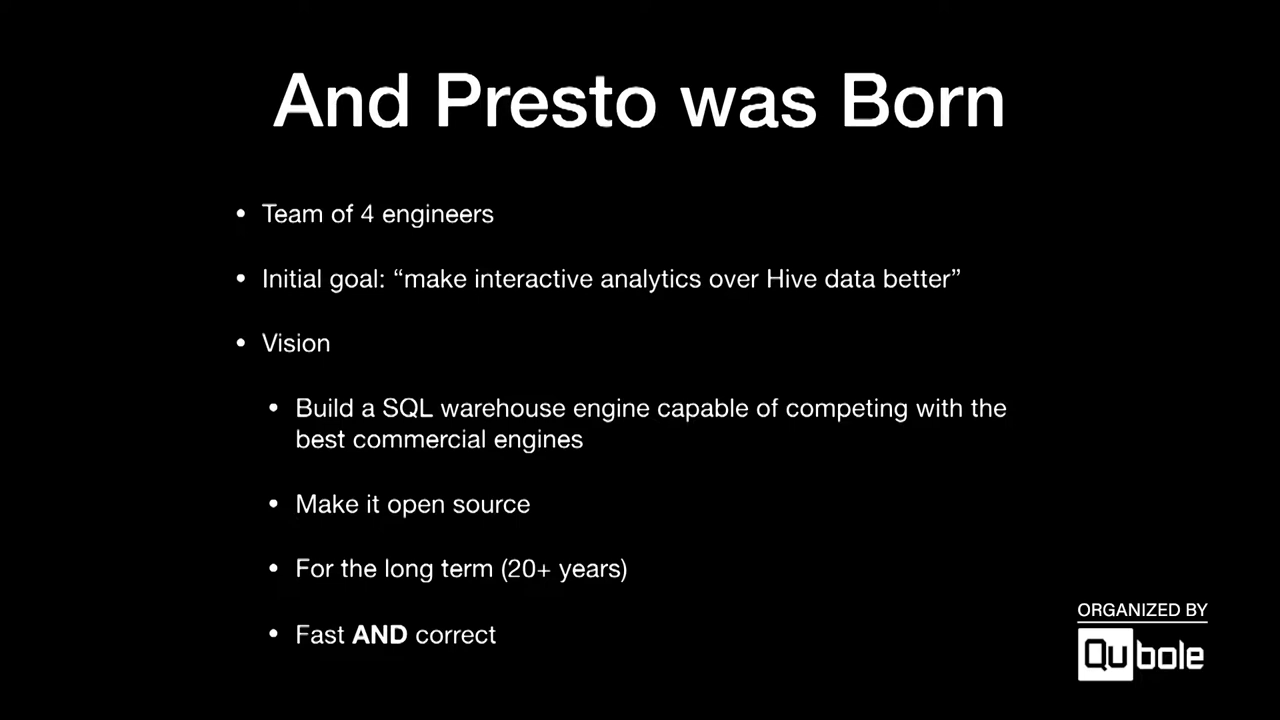 And Presto was Born
• Team of 4 engineers
• Initial goal: “make interactive analytics over Hive data better”
• Vision
• Build a SQL warehouse engine capable of competing with the
best commercial engines
• Make it open source
• For the long term (20+ years)
• Fast AND correct
ORGANIZED BY
Qubole